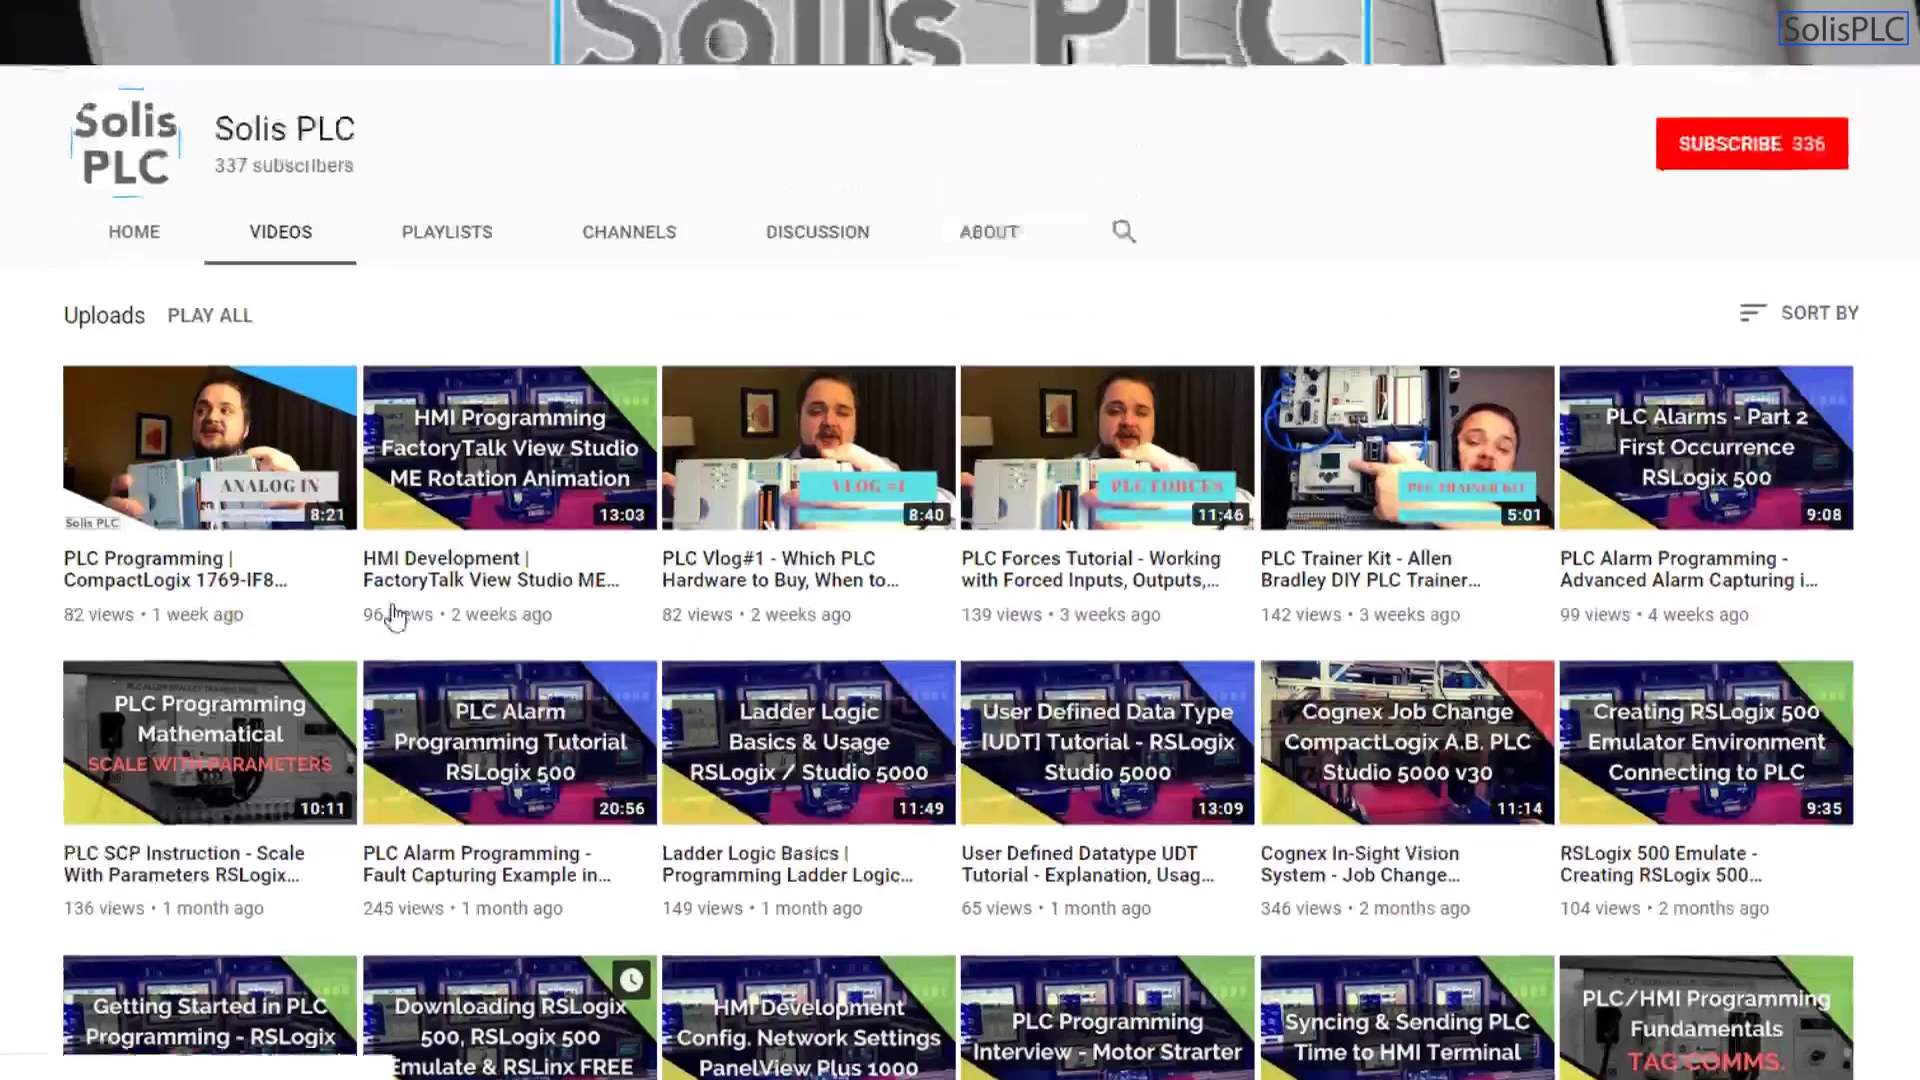 Solis PLC
SolisPLC
Solis
PLC
Solis PLC
337 subscribers
SUBSCRIBE 336
HOME
VIDEOS
PLAYLISTS
CHANNELS
DISCUSSION
ABOUT
Uploads
PLAY ALL
SORT BY
ANALOG IN
Solis PLC
8:21
HMI Programming
FactoryTalk View Studio
ME Rotation Animation
13:03
VLOG #1
8:40
PLC FORCES
11:46
PLC TRAINER KIT
5:01
PLC Alarms - Part 2
First Occurrence
RSLogix 500
9:08
PLC Programming |
CompactLogix 1769-IF8...
82 views • 1 week ago
HMI Development |
FactoryTalk View Studio ME...
96 views • 2 weeks ago
PLC Vlog#1 - Which PLC
Hardware to Buy, When to...
82 views • 2 weeks ago
PLC Forces Tutorial - Working
with Forced Inputs, Outputs,...
139 views • 3 weeks ago
PLC Trainer Kit - Allen
Bradley DIY PLC Trainer...
142 views • 3 weeks ago
PLC Alarm Programming -
Advanced Alarm Capturing i...
99 views • 4 weeks ago
PLC Programming
Mathematical
SCALE WITH PARAMETERS
10:11
PLC Alarm
Programming Tutorial
RSLogix 500
20:56
Ladder Logic
Basics & Usage
RSLogix / Studio 5000
11:49
User Defined Data Type
[UDT] Tutorial - RSLogix
Studio 5000
13:09
Cognex Job Change
CompactLogix A.B. PLC
Studio 5000 v30
11:14
Creating RSLogix 500
Emulator Environment
Connecting to PLC
9:35
PLC SCP Instruction - Scale
With Parameters RSLogix...
136 views • 1 month ago
PLC Alarm Programming -
Fault Capturing Example in...
245 views • 1 month ago
Ladder Logic Basics |
Programming Ladder Logic...
149 views • 1 month ago
User Defined Datatype UDT
Tutorial - Explanation, Usag...
65 views • 1 month ago
Cognex In-Sight Vision
System - Job Change...
346 views • 2 months ago
RSLogix 500 Emulate -
Creating RSLogix 500...
104 views • 2 months ago
Getting Started in PLC
Programming - RSLogix
Downloading RSLogix
500, RSLogix 500
Emulate & RSLinx FREE
HMI Development
Config. Network Settings
PanelView Plus 1000
PLC Programming
Interview - Motor Strarter
Syncing & Sending PLC
Time to HMI Terminal
PLC/HMI Programming
Fundamentals
TAG COMMS.